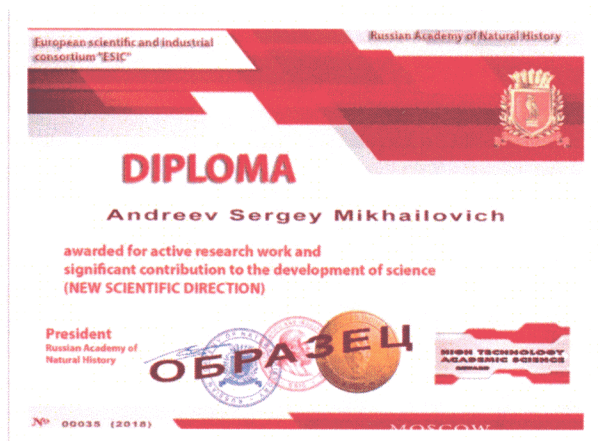 European scientific and industrial
consortium "ESIC"
Russian Academy of Natural History
DIPLOMA
Andreev Sergey Mikhailovich
awarded for active research work and
significant contribution to the development of science
(NEW SCIENTIFIC DIRECTION)
President
Russian Academy of
Natural History
ОБРАЗЕЦ
HIGH TECHNOLOGY
ACADEMIC SCIENCE
№ 00035 (2018)
MOSCOW